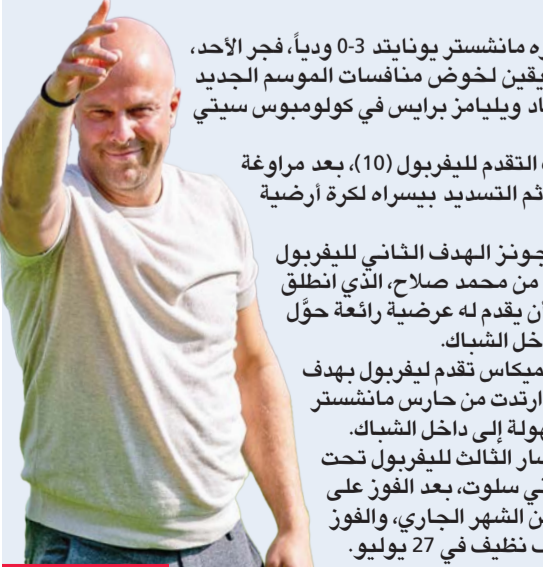 ره مانشستر يونايتد 3-0 ودياً، فجر الأحد،
يقين لخوض منافسات الموسم الجديد
اد ويليامز برايس في كولومبوس سيتي
التقدم لليفربول (10)، بعد مراوغة
ثم التسديد بيسراه لكرة أرضية
جونز الهدف الثاني لليفربول
من محمد صلاح، الذي انطلق
أن يقدم له عرضية رائعة حوَّل
خل الشباك.
ميكاس تقدم ليفربول بهدف
ارتدت من حارس مانشستر
هولة إلى داخل الشباك.
سار الثالث لليفربول تحت
ني سلوت، بعد الفوز على
ن الشهر الجاري، والفوز
ف نظيف في 27 يوليو.